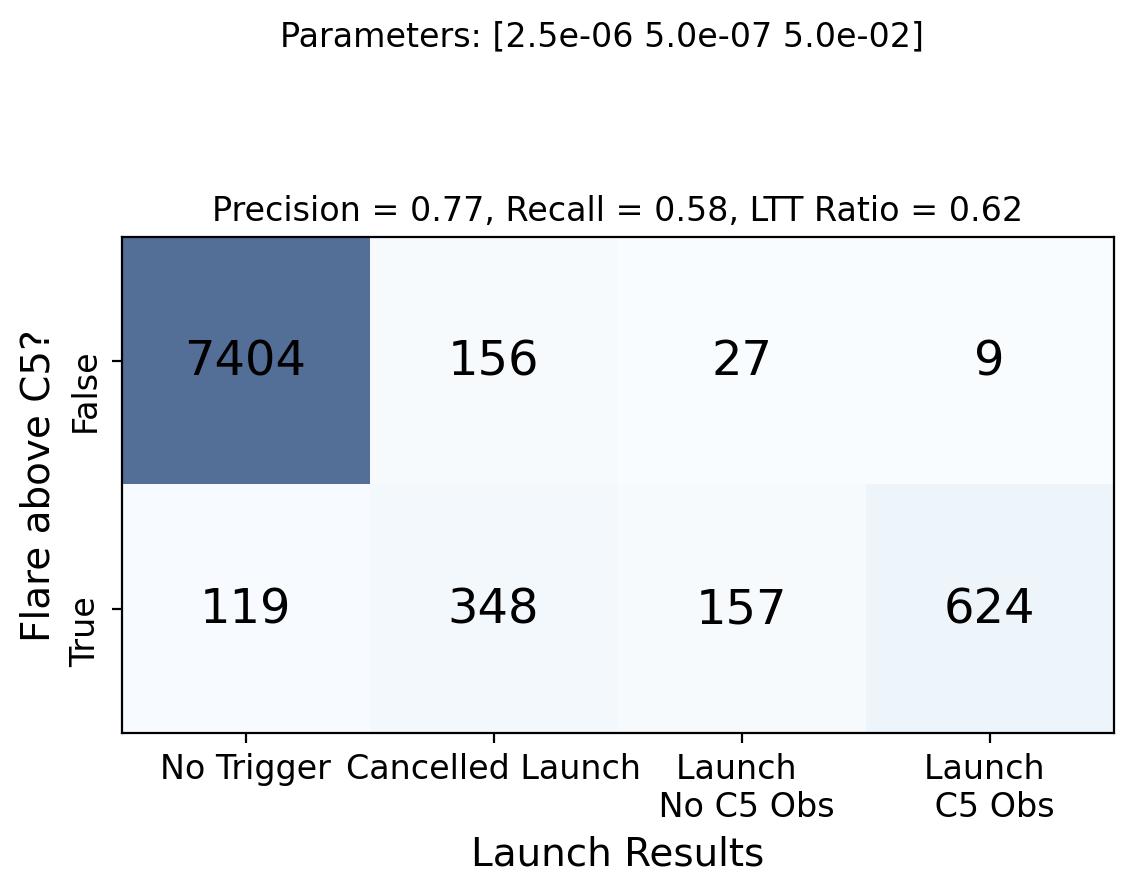 Parameters: [2.5e-06 5.0e-07 5.0e-02]
Precision = 0.77, Recall = 0.58, LTT Ratio = 0.62
Flare above C5?
False
7404 156 27 9
True
119 348 157 624
No Trigger Cancelled Launch Launch Launch
No C5 Obs C5 Obs
Launch Results